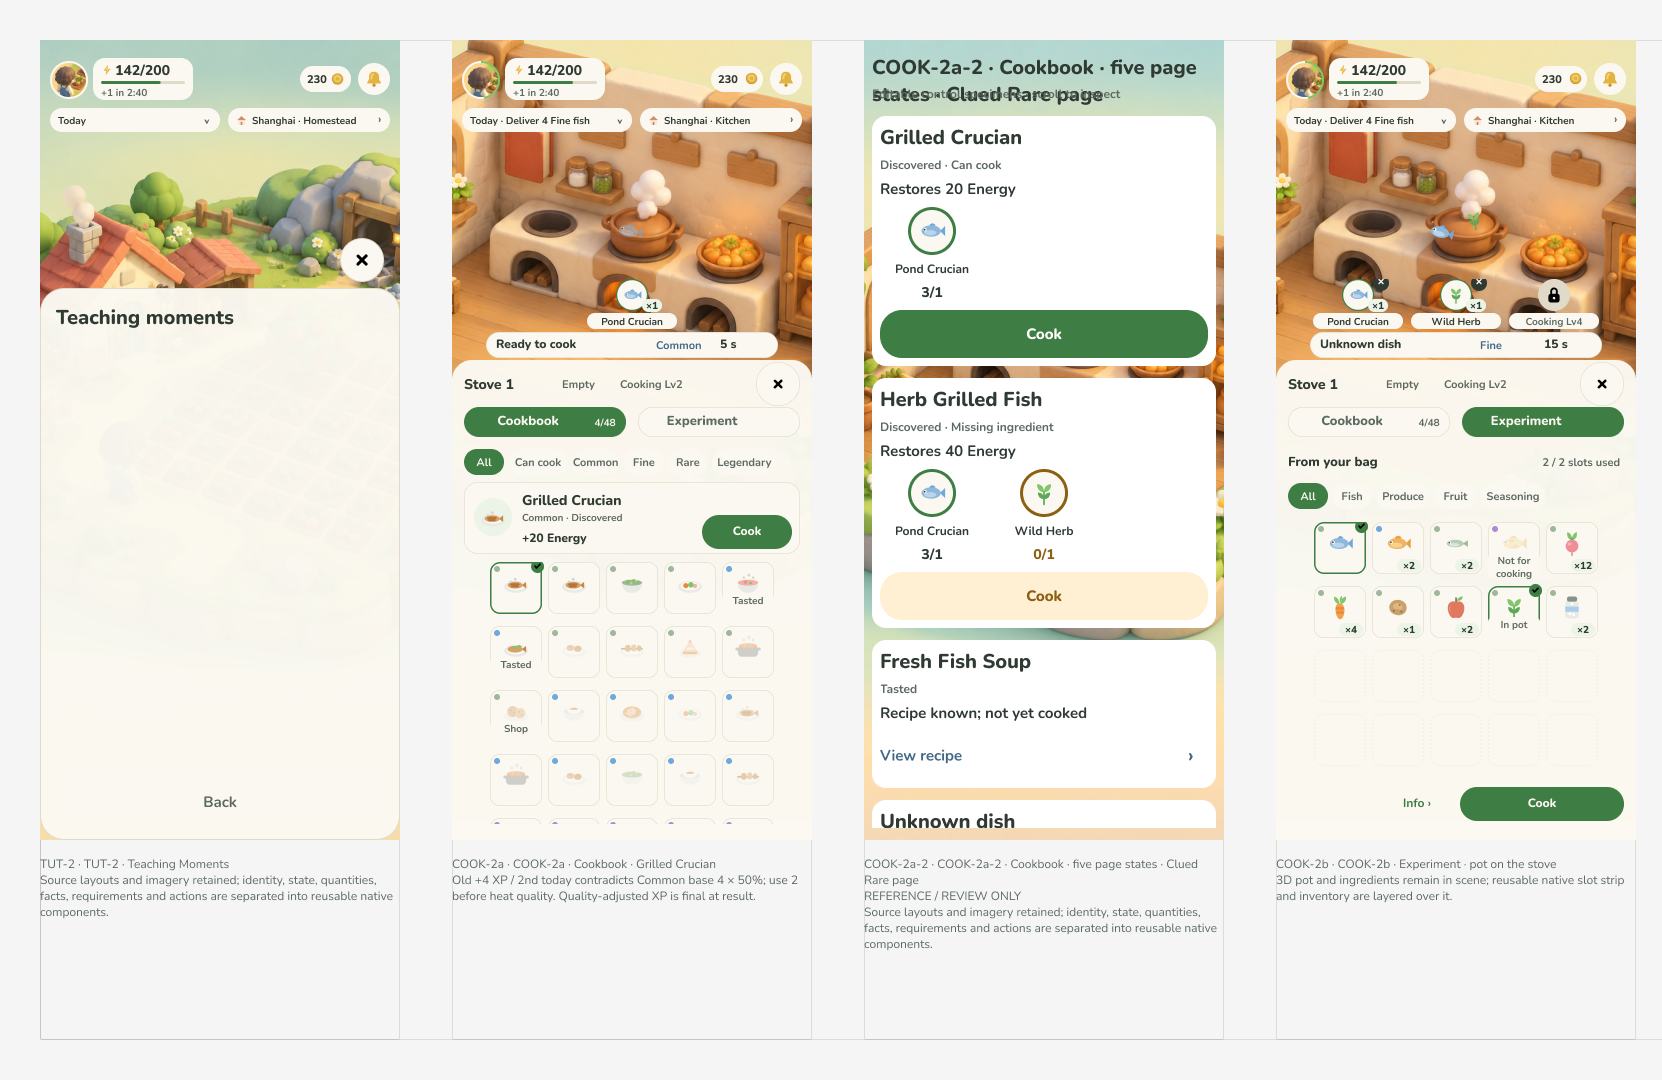 142/200
+1 in 2:40
230
Today
Shanghai · Homestead
Teaching moments
Back
TUT-2 · TUT-2 · Teaching Moments
Source layouts and imagery retained; identity, state, quantities,
facts, requirements and actions are separated into reusable native
components.
142/200
+1 in 2:40
230
Today · Deliver 4 Fine fish
Shanghai · Kitchen
×1
Pond Crucian
Ready to cook Common 5 s
Stove 1 Empty Cooking Lv2
Cookbook 4/48 Experiment
All Can cook Common Fine Rare Legendary
Grilled Crucian
Common · Discovered
+20 Energy
Cook
Tasted
Tasted
Shop
COOK-2a · COOK-2a · Cookbook · Grilled Crucian
Old +4 XP / 2nd today contradicts Common base 4 × 50%; use 2
before heat quality. Quality-adjusted XP is final at result.
COOK-2a-2 · Cookbook · five page
states · Clued Rare page
Grilled Crucian
Discovered · Can cook
Restores 20 Energy
Pond Crucian
3/1
Cook
Herb Grilled Fish
Discovered · Missing ingredient
Restores 40 Energy
Pond Crucian Wild Herb
3/1 0/1
Cook
Fresh Fish Soup
Tasted
Recipe known; not yet cooked
View recipe ›
Unknown dish
COOK-2a-2 · COOK-2a-2 · Cookbook · five page states · Clued
Rare page
REFERENCE / REVIEW ONLY
Source layouts and imagery retained; identity, state, quantities,
facts, requirements and actions are separated into reusable native
components.
142/200
+1 in 2:40
230
Today · Deliver 4 Fine fish
Shanghai · Kitchen
×1 ×1
Pond Crucian Wild Herb Cooking Lv4
Unknown dish Fine 15 s
Stove 1 Empty Cooking Lv2
Cookbook 4/48 Experiment
From your bag 2 / 2 slots used
All Fish Produce Fruit Seasoning
×2 ×2 Not for
cooking ×12
×4 ×1 ×2 In pot ×2
Info › Cook
COOK-2b · COOK-2b · Experiment · pot on the stove
3D pot and ingredients remain in scene; reusable native slot strip
and inventory are layered over it.